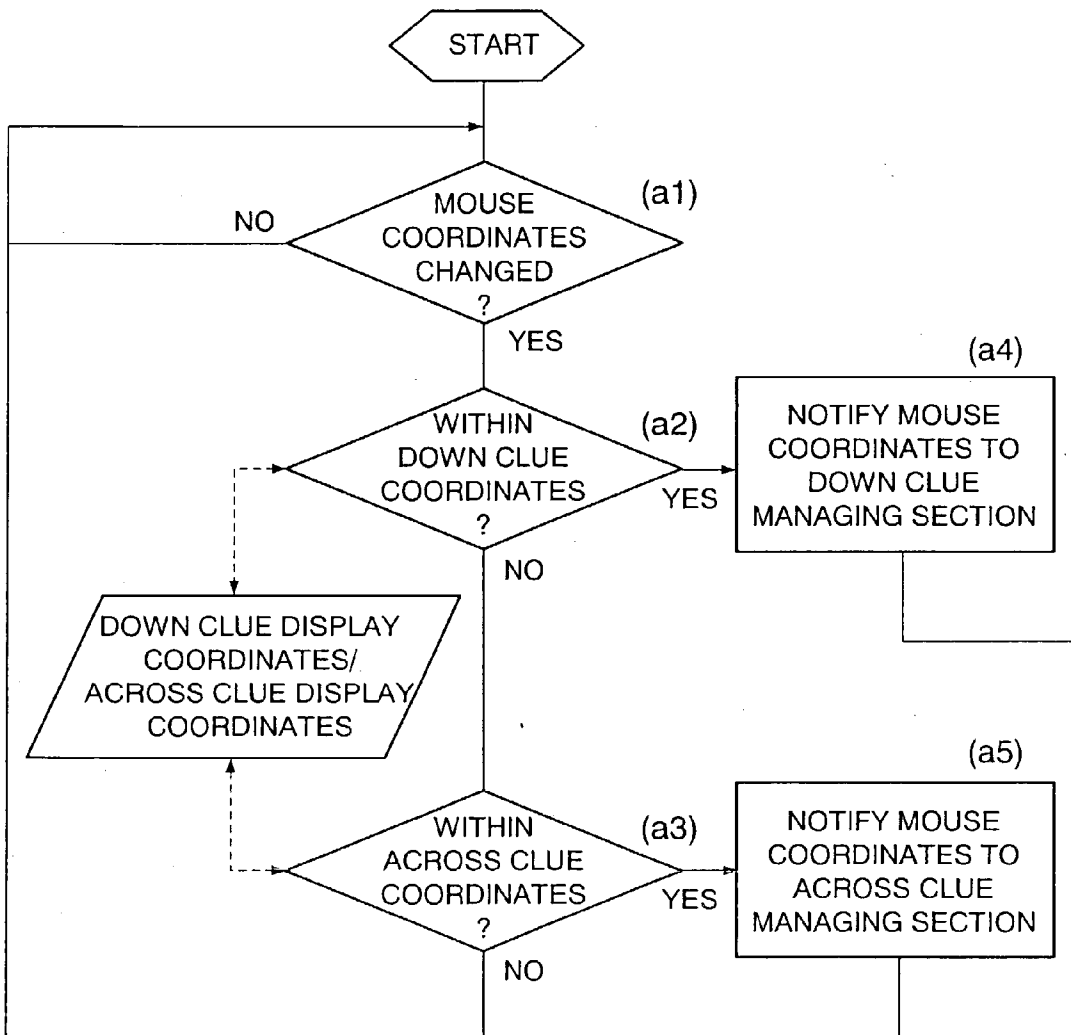 START
(a1)
NO
MOUSE
COORDINATES
CHANGED
?
YES
(a2)
WITHIN
DOWN CLUE
COORDINATES
?
YES
NO
(a4)
NOTIFY MOUSE
COORDINATES TO
DOWN CLUE
MANAGING SECTION
DOWN CLUE DISPLAY
COORDINATES/
ACROSS CLUE DISPLAY
COORDINATES
(a3)
WITHIN
ACROSS CLUE
COORDINATES
?
YES
NO
(a5)
NOTIFY MOUSE
COORDINATES TO
ACROSS CLUE
MANAGING SECTION